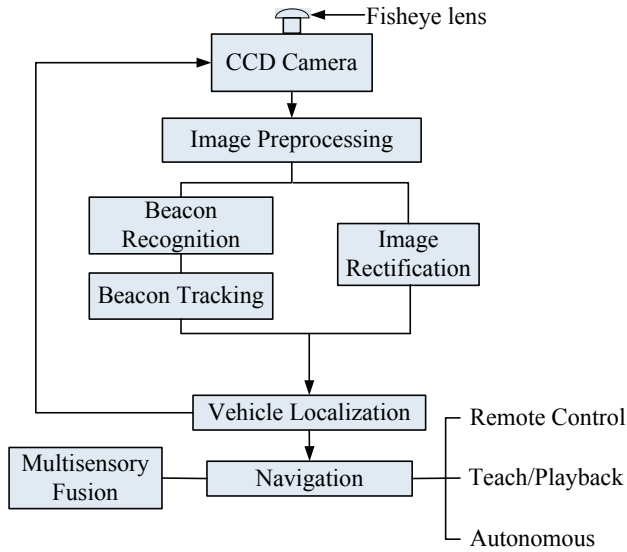 Fisheye lens
CCD Camera
Image Preprocessing
Beacon
Recognition
Image
Rectification
Beacon Tracking
Vehicle Localization
Remote Control
Multisensory
Fusion
Navigation
Teach/Playback
Autonomous